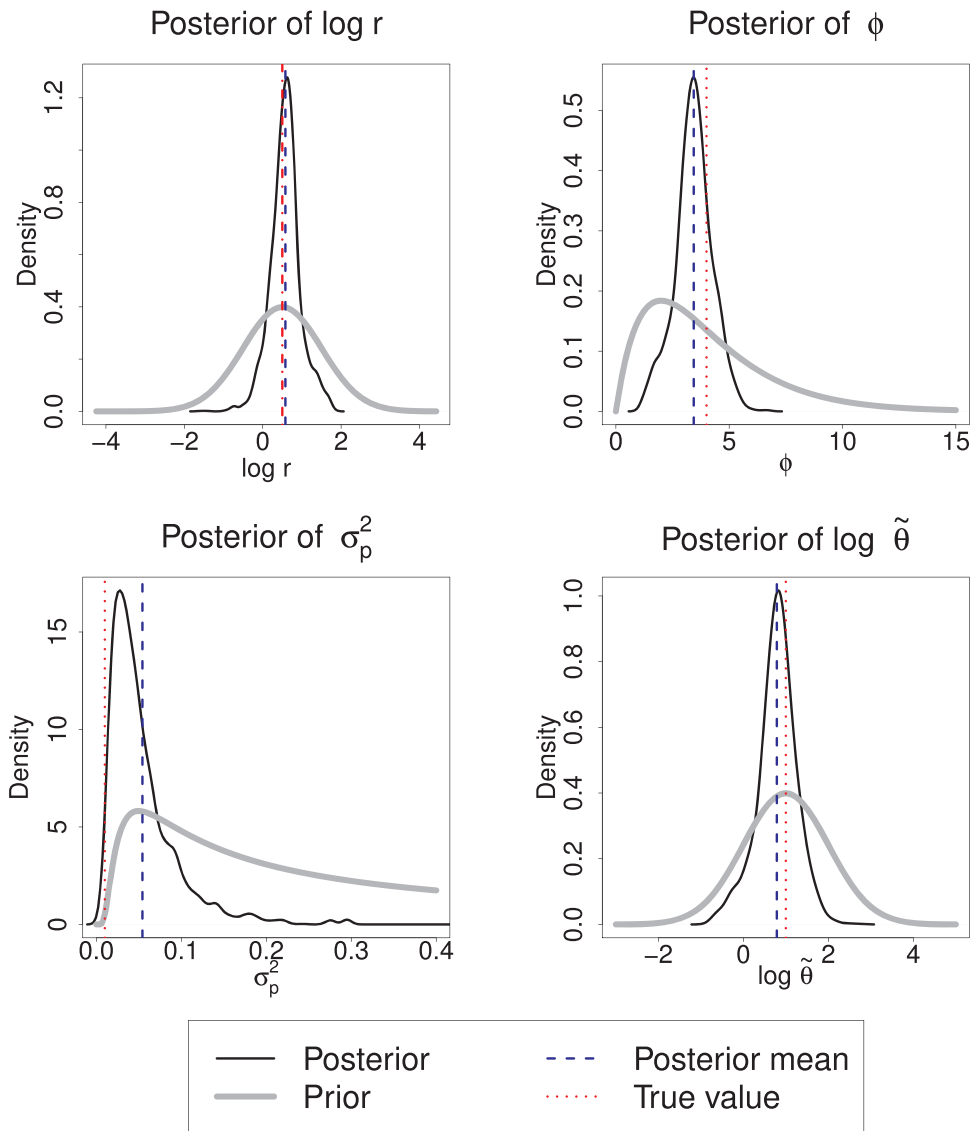 Posterior of log r
Density
0.0 0.4 0.8 1.2
−4 −2 0 2 4
log r
Posterior of ϕ
Density
0.0 0.1 0.2 0.3 0.4 0.5
0 5 10 15
ϕ
Posterior of σ²ₚ
Density
0 5 10 15
0.0 0.1 0.2 0.3 0.4
σ²ₚ
Posterior of log θ̃
Density
0.0 0.2 0.4 0.6 0.8 1.0
−2 0 2 4
log θ̃
Posterior
Prior
Posterior mean
True value